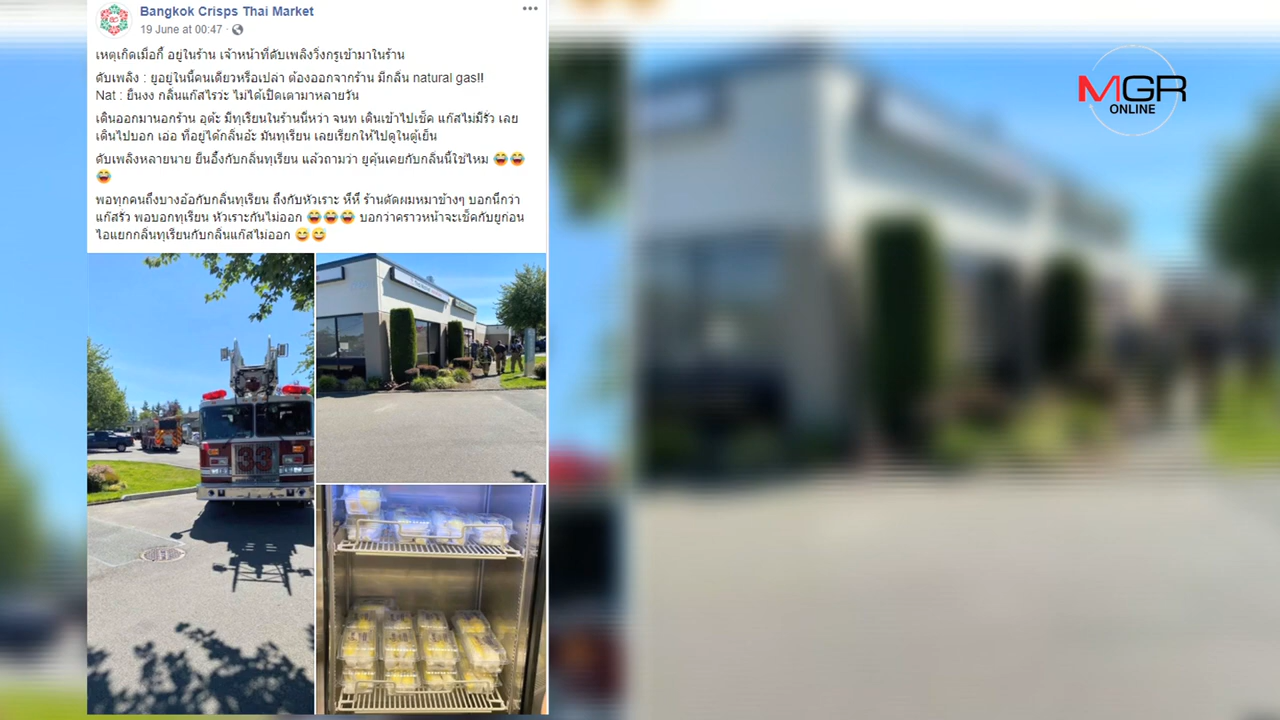 Bangkok Crisps Thai Market
19 June at 00:47 ·
เหตุเกิดเมื่อกี้ อยู่ในร้าน เจ้าหน้าที่ดับเพลิงวิ่งกรูเข้ามาในร้าน
ดับเพลิง : ยูอยู่ในนี้คนเดียวหรือเปล่า ต้องออกจากร้าน มีกลิ่น natural gas!!
Nat : ยืนงง กลิ่นแก๊สไรว่ะ ไม่ได้เปิดเตามาหลายวัน
เดินออกมานอกร้าน อุต๊ะ มีทุเรียนในร้านนี่หว่า จนท เดินเข้าไปเช็ค แก๊สไม่มีรั่ว เลย
เดินไปบอก เอ่อ ที่อยู่ได้กลิ่นอ๊ะ มันทุเรียน เลยเรียกให้ไปดูในตู้เย็น
ดับเพลิงหลายนาย ยืนอึ้งกับกลิ่นทุเรียน แล้วถามว่า ยูคุ้นเคยกับกลิ่นนี้ใช่ไหม 😂😂
😂
พอทุกคนถึงบางอ้อกับกลิ่นทุเรียน ถึงกับหัวเราะ หึหึ ร้านตัดผมหมาข้างๆ บอกนึกว่า
แก๊สรั่ว พอบอกทุเรียน หัวเราะกันไม่ออก 😂😂😂 บอกว่าคราวหน้าจะเช็คกับยูก่อน
ไอแยกกลิ่นทุเรียนกับกลิ่นแก๊สไม่ออก 😅😅
33
MGR
ONLINE